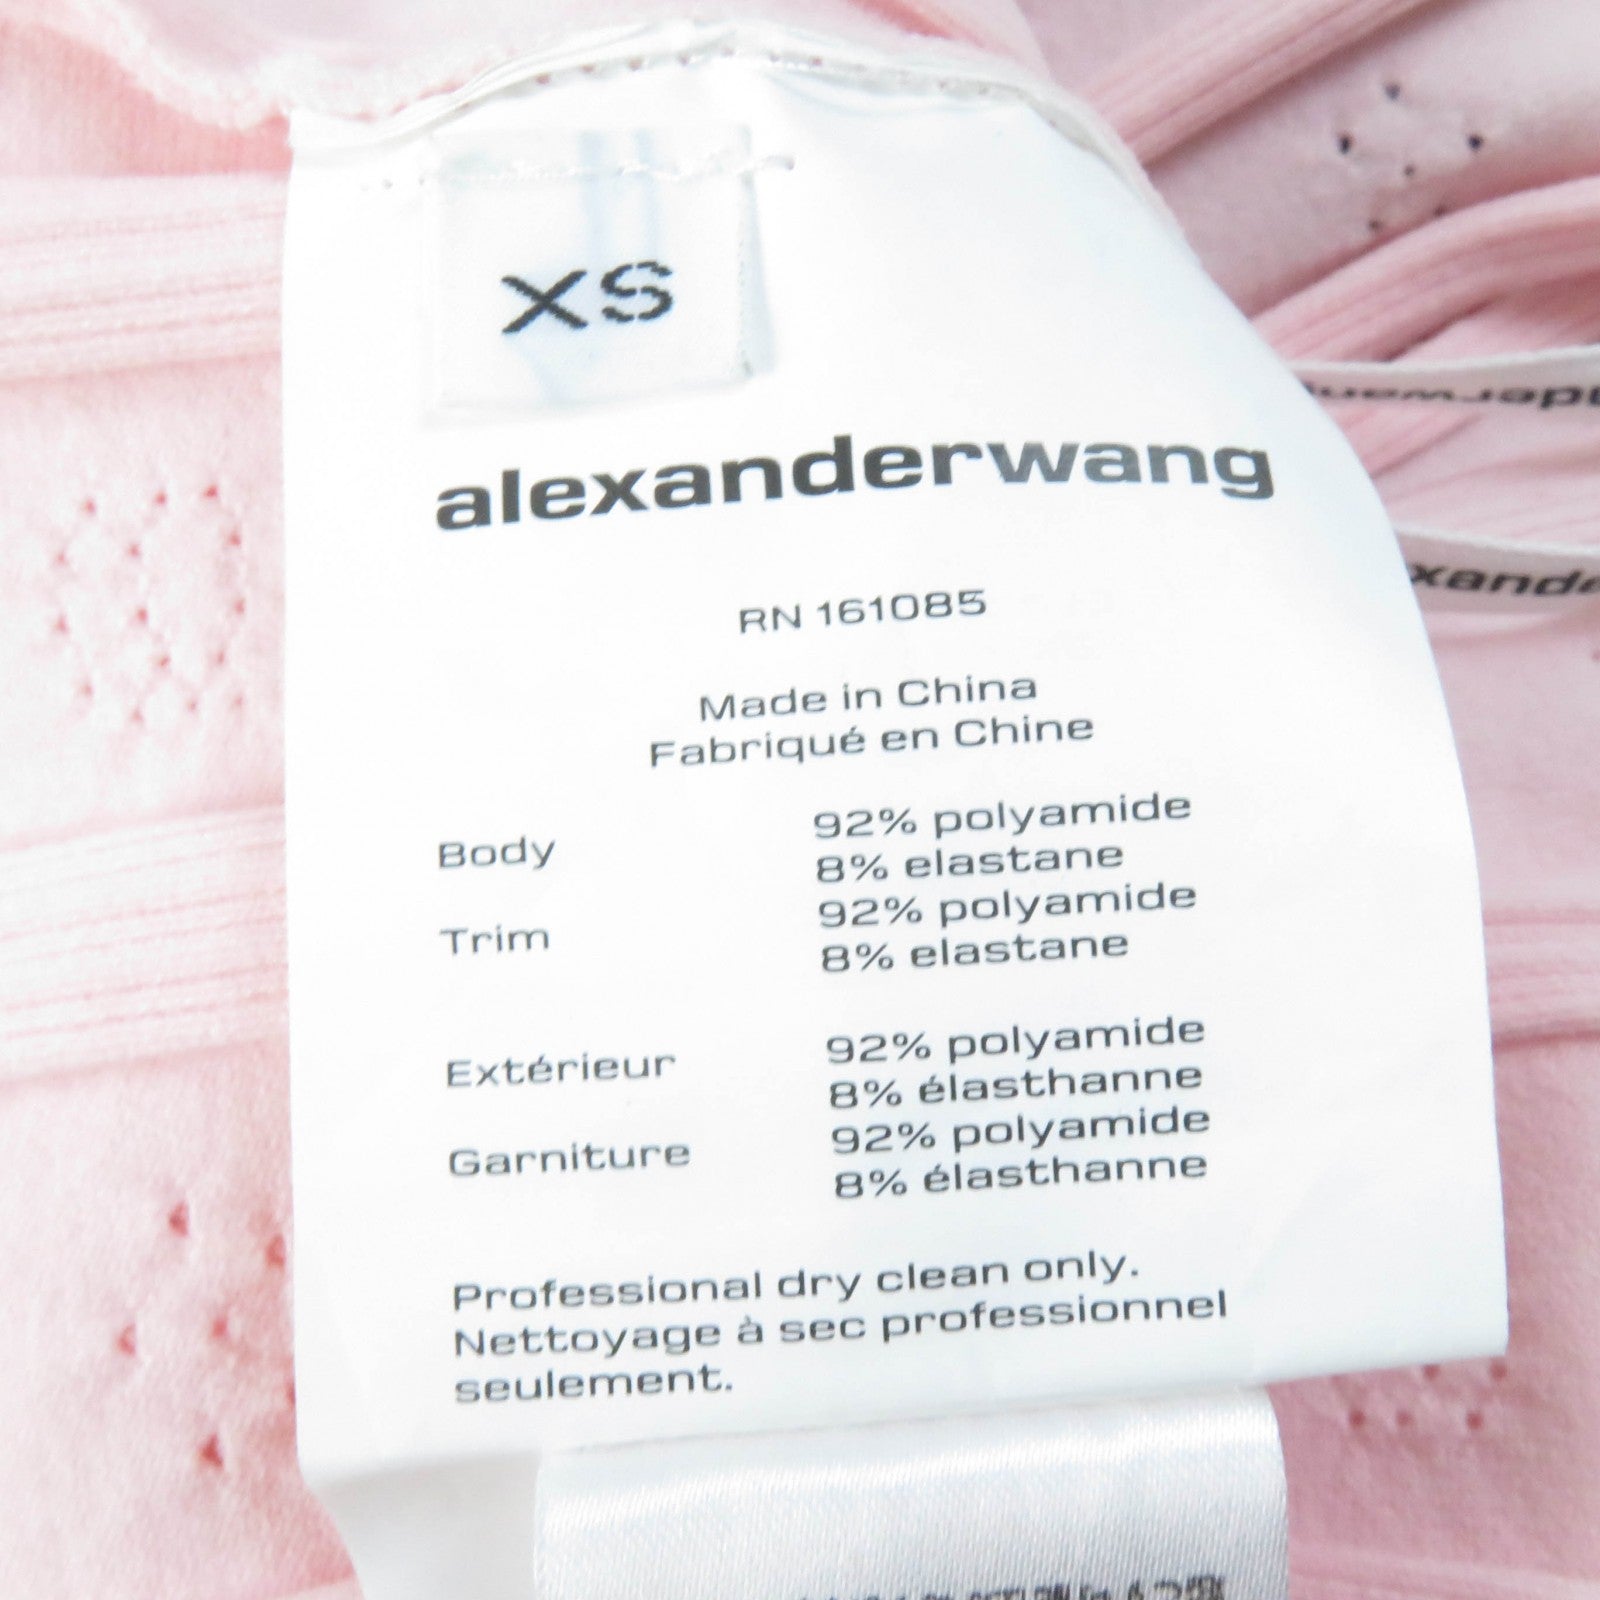 XS
alexanderwang
RN 161085
Made in China
Fabriqué en Chine
Body 92% polyamide
8% elastane
Trim 92% polyamide
8% elastane
Extérieur 92% polyamide
8% élasthanne
Garniture 92% polyamide
8% élasthanne
Professional dry clean only.
Nettoyage à sec professionnel
seulement.